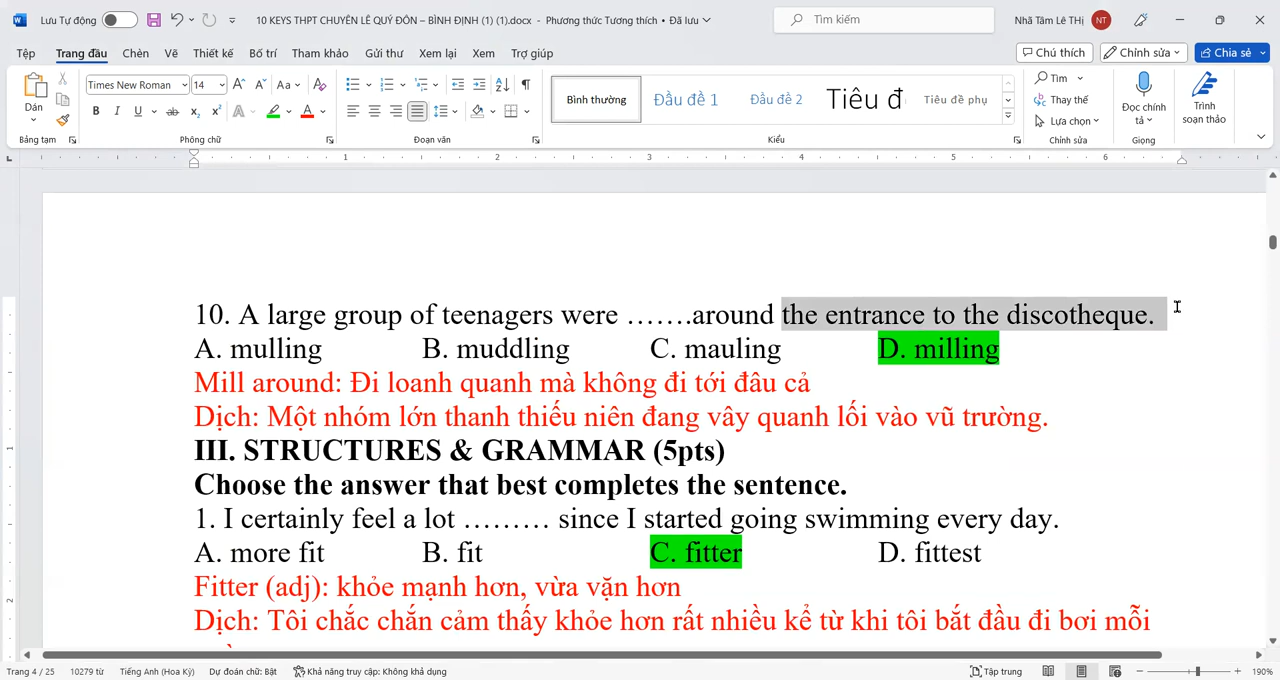 Lưu Tự động
10 KEYS THPT CHUYÊN LÊ QUÝ ĐÔN – BÌNH ĐỊNH (1) (1).docx - Phương thức Tương thích • Đã lưu
Tìm kiếm
Nhã Tâm Lê THị NT
Tệp Trang đầu Chèn Vẽ Thiết kế Bố trí Tham khảo Gửi thư Xem lại Xem Trợ giúp
Chú thích Chỉnh sửa Chia sẻ
Dán
Times New Roman 14
Bình thường Đầu đề 1 Đầu đề 2 Tiêu đ Tiêu đề phụ
Tìm
Thay thế
Lựa chọn
Đọc chính tả
Trình soạn thảo
Bảng tạm Phông chữ Đoạn văn Kiểu Chỉnh sửa Giọng
1 2 3 4 5 6
10. A large group of teenagers were …….around the entrance to the discotheque.
A. mulling B. muddling C. mauling D. milling
Mill around: Đi loanh quanh mà không đi tới đâu cả
Dịch: Một nhóm lớn thanh thiếu niên đang vây quanh lối vào vũ trường.
III. STRUCTURES & GRAMMAR (5pts)
Choose the answer that best completes the sentence.
1. I certainly feel a lot ……… since I started going swimming every day.
A. more fit B. fit C. fitter D. fittest
Fitter (adj): khỏe mạnh hơn, vừa vặn hơn
Dịch: Tôi chắc chắn cảm thấy khỏe hơn rất nhiều kể từ khi tôi bắt đầu đi bơi mỗi
Trang 4 / 25 10279 từ Tiếng Anh (Hoa Kỳ) Dự đoán chữ: Bật Khả năng truy cập: Không khả dụng Tập trung 190%